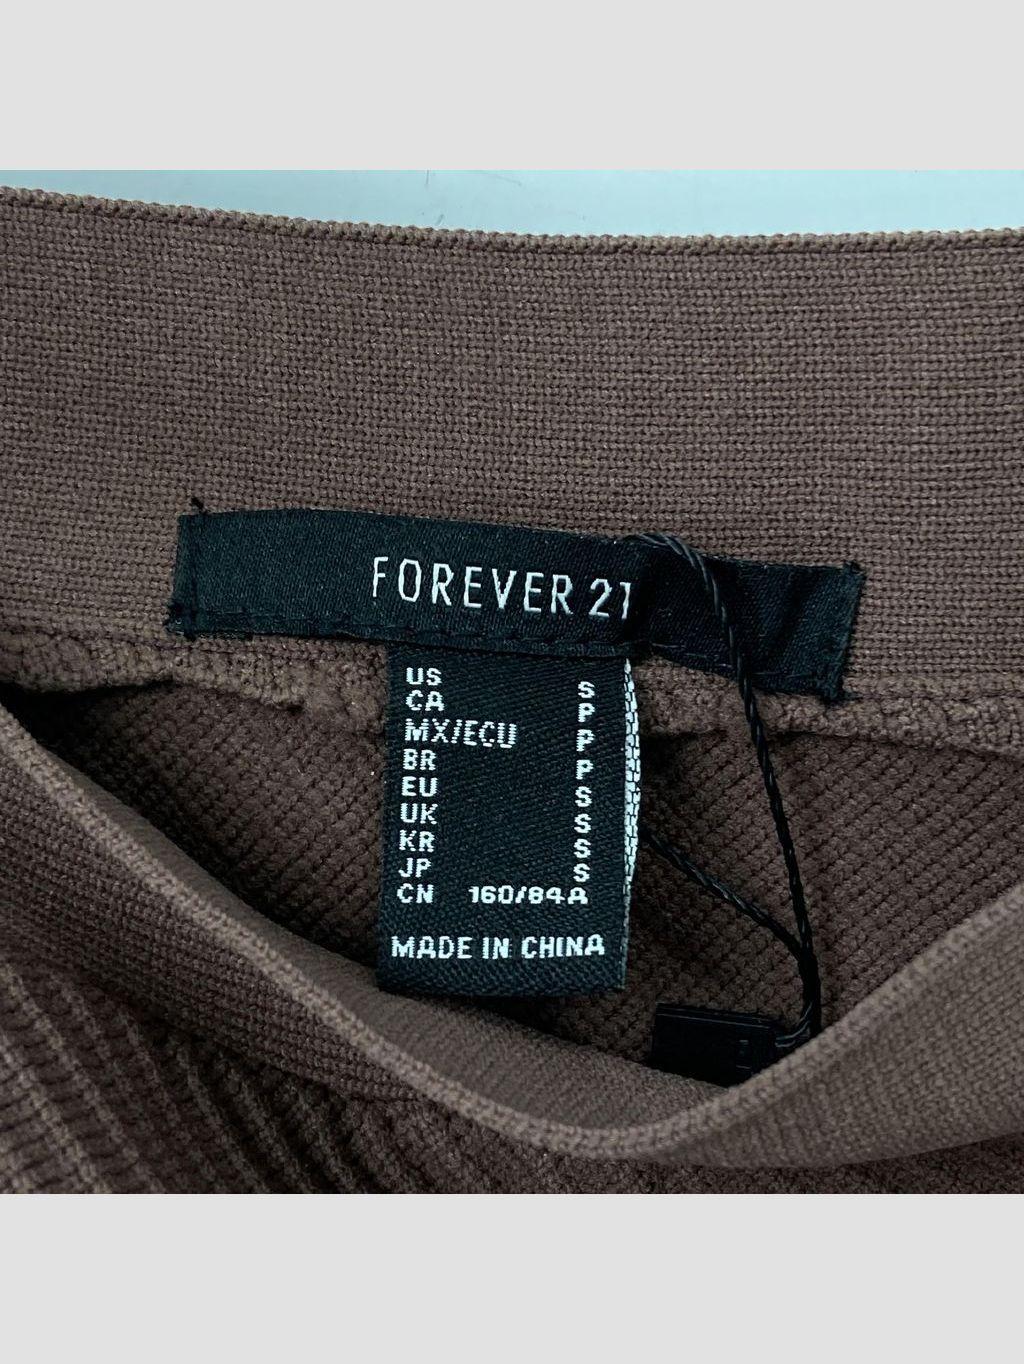 FOREVER 21
US S
CA P
MX/ECU P
BR P
EU S
UK S
KR S
JP S
CN 160/84A
MADE IN CHINA